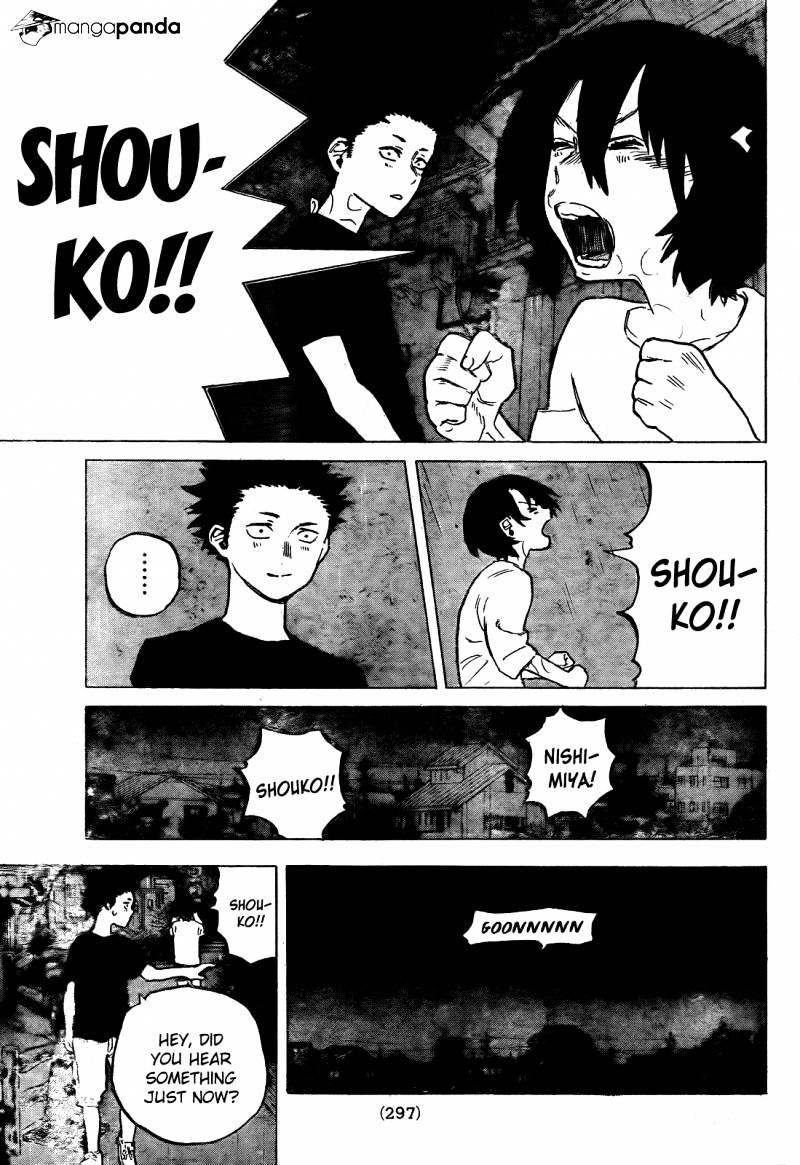 mangapanda
SHOU-
KO!!
SHOU-
KO!!
......
NISHI-
MIYA!
SHOUKO!!
GOONNNNN
SHOU-
KO!!
HEY, DID
YOU HEAR
SOMETHING
JUST NOW?
(297)